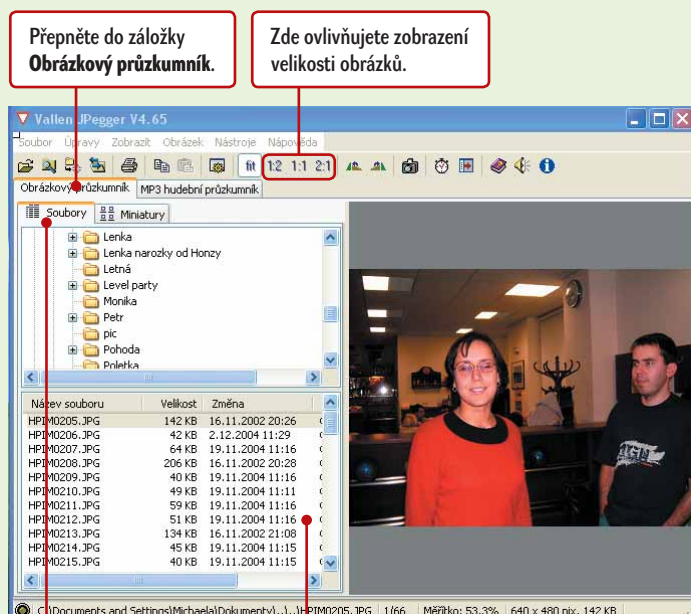 Přepněte do záložky
Obrázkový průzkumník.
Zde ovlivňujete zobrazení
velikosti obrázků.
Vallen JPegger V4.65
Soubor Úpravy Zobrazit Obrázek Nástroje Nápověda
fit 1:2 1:1 2:1
Obrázkový průzkumník MP3 hudební průzkumník
Soubory Miniatury
Lenka
Lenka narozky od Honzy
Letná
Level party
Monika
Petr
pic
Pohoda
Poletka
Název souboru Velikost Změna
HPIM0205.JPG 142 KB 16.11.2002 20:26
HPIM0206.JPG 42 KB 2.12.2004 11:29
HPIM0207.JPG 64 KB 19.11.2004 11:16
HPIM0208.JPG 206 KB 16.11.2002 20:28
HPIM0209.JPG 40 KB 19.11.2004 11:16
HPIM0210.JPG 49 KB 19.11.2004 11:11
HPIM0211.JPG 59 KB 19.11.2004 11:16
HPIM0212.JPG 51 KB 19.11.2004 11:16
HPIM0213.JPG 134 KB 16.11.2002 21:08
HPIM0214.JPG 45 KB 19.11.2004 11:15
HPIM0215.JPG 40 KB 19.11.2004 11:15
C:\Documents and Settings\Michaela\Dokumenty\..\..\HPIM0205.JPG 1/66 Měřítko: 53.3% 640 x 480 pix, 142 KB